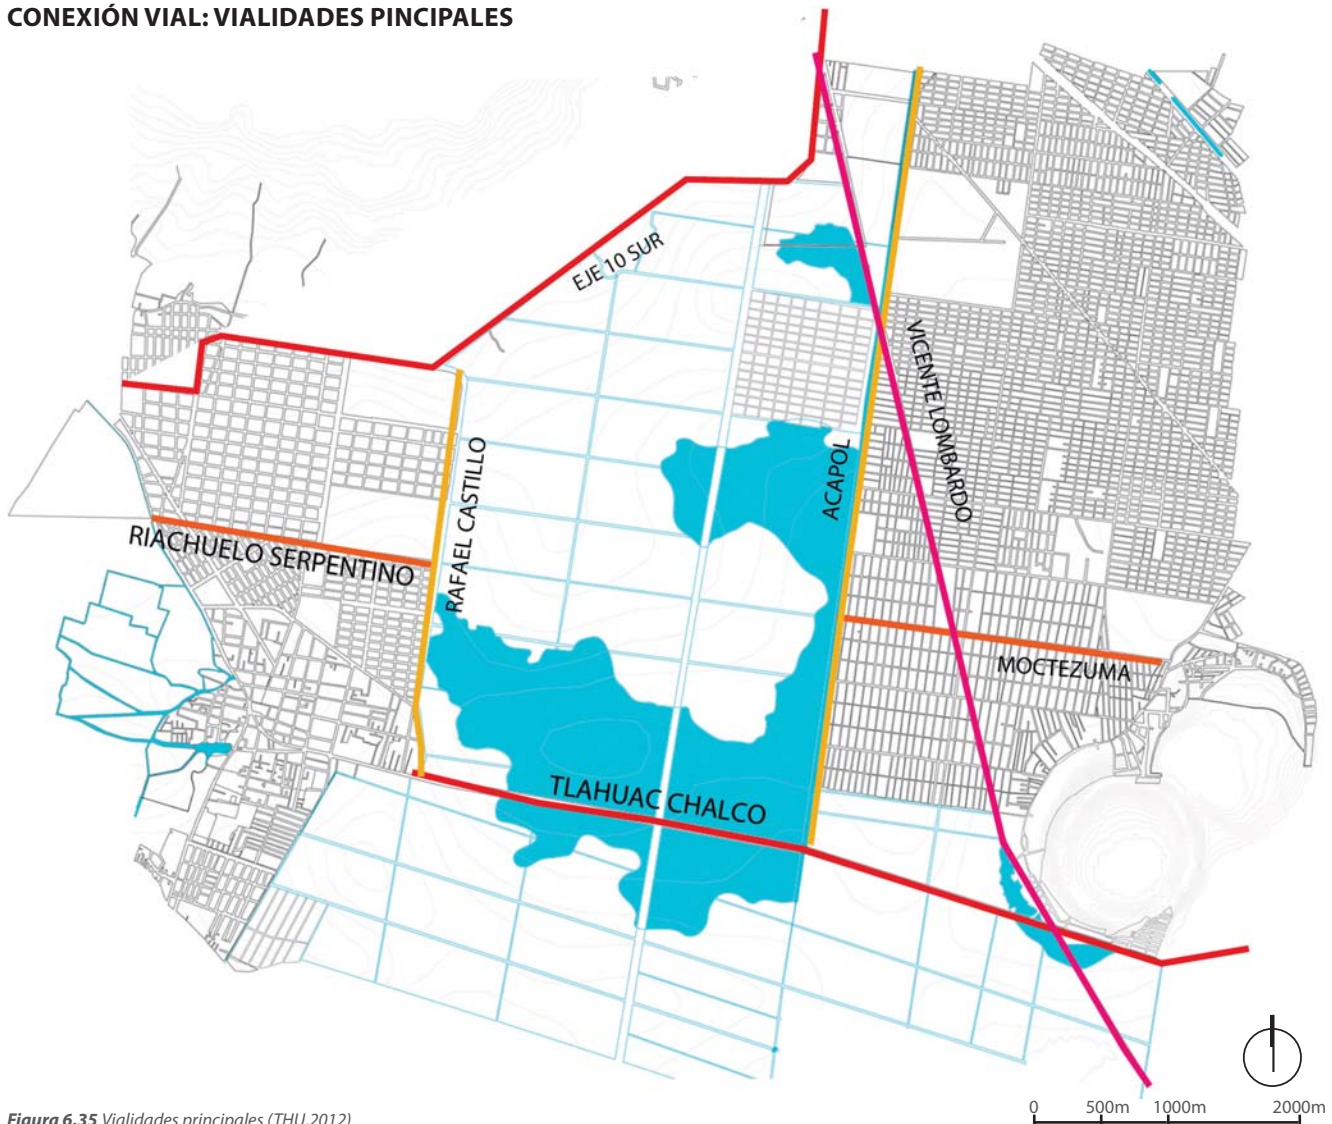 CONEXIÓN VIAL: VIALIDADES PINCIPALES
EJE 10 SUR
VICENTE LOMBARDO
RAFAEL CASTILLO
ACAPOL
RIACHUELO SERPENTINO
MOCTEZUMA
TLAHUAC CHALCO
0 500m 1000m 2000m
Figura 6.35 Vialidades principales (THU,2012)